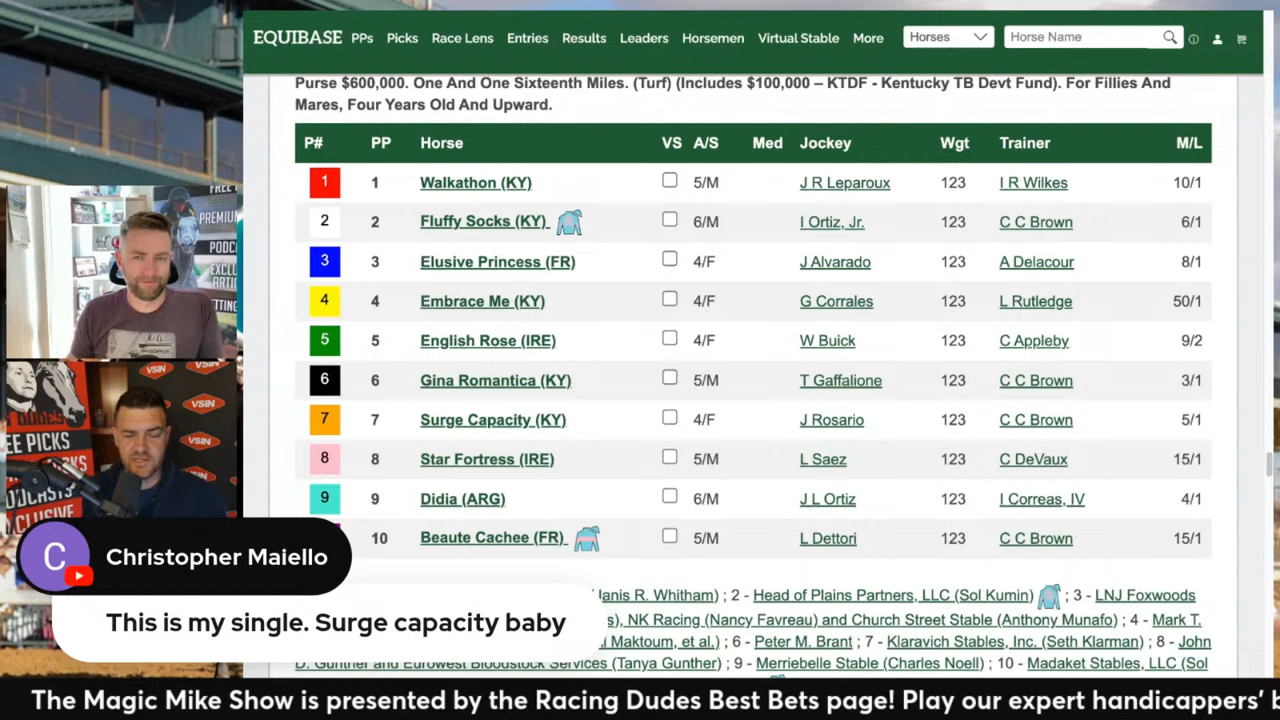 EQUIBASE PPs Picks Race Lens Entries Results Leaders Horsemen Virtual Stable More Horses Horse Name
Purse $600,000. One And One Sixteenth Miles. (Turf) (Includes $100,000 – KTDF - Kentucky TB Devt Fund). For Fillies And
Mares, Four Years Old And Upward.
P# PP Horse VS A/S Med Jockey Wgt Trainer M/L
1 1 Walkathon (KY) 5/M J R Leparoux 123 I R Wilkes 10/1
2 2 Fluffy Socks (KY) 6/M I Ortiz, Jr. 123 C C Brown 6/1
3 3 Elusive Princess (FR) 4/F J Alvarado 123 A Delacour 8/1
4 4 Embrace Me (KY) 4/F G Corrales 123 L Rutledge 50/1
5 5 English Rose (IRE) 4/F W Buick 123 C Appleby 9/2
6 6 Gina Romantica (KY) 5/M T Gaffalione 123 C C Brown 3/1
7 7 Surge Capacity (KY) 4/F J Rosario 123 C C Brown 5/1
8 8 Star Fortress (IRE) 5/M L Saez 123 C DeVaux 15/1
9 9 Didia (ARG) 6/M J L Ortiz 123 I Correas, IV 4/1
10 Beaute Cachee (FR) 5/M L Dettori 123 C C Brown 15/1
Janis R. Whitham) ; 2 - Head of Plains Partners, LLC (Sol Kumin) ; 3 - LNJ Foxwoods
), NK Racing (Nancy Favreau) and Church Street Stable (Anthony Munafo) ; 4 - Mark T.
Maktoum, et al.) ; 6 - Peter M. Brant ; 7 - Klaravich Stables, Inc. (Seth Klarman) ; 8 - John
D. Gunther and Eurowest Bloodstock Services (Tanya Gunther) ; 9 - Merriebelle Stable (Charles Noell) ; 10 - Madaket Stables, LLC (Sol
PREMIUM
PODC
VSiN
VSiN
VSiN
VSiN
EE PICKS
C
Christopher Maiello
This is my single. Surge capacity baby
The Magic Mike Show is presented by the Racing Dudes Best Bets page! Play our expert handicappers' b